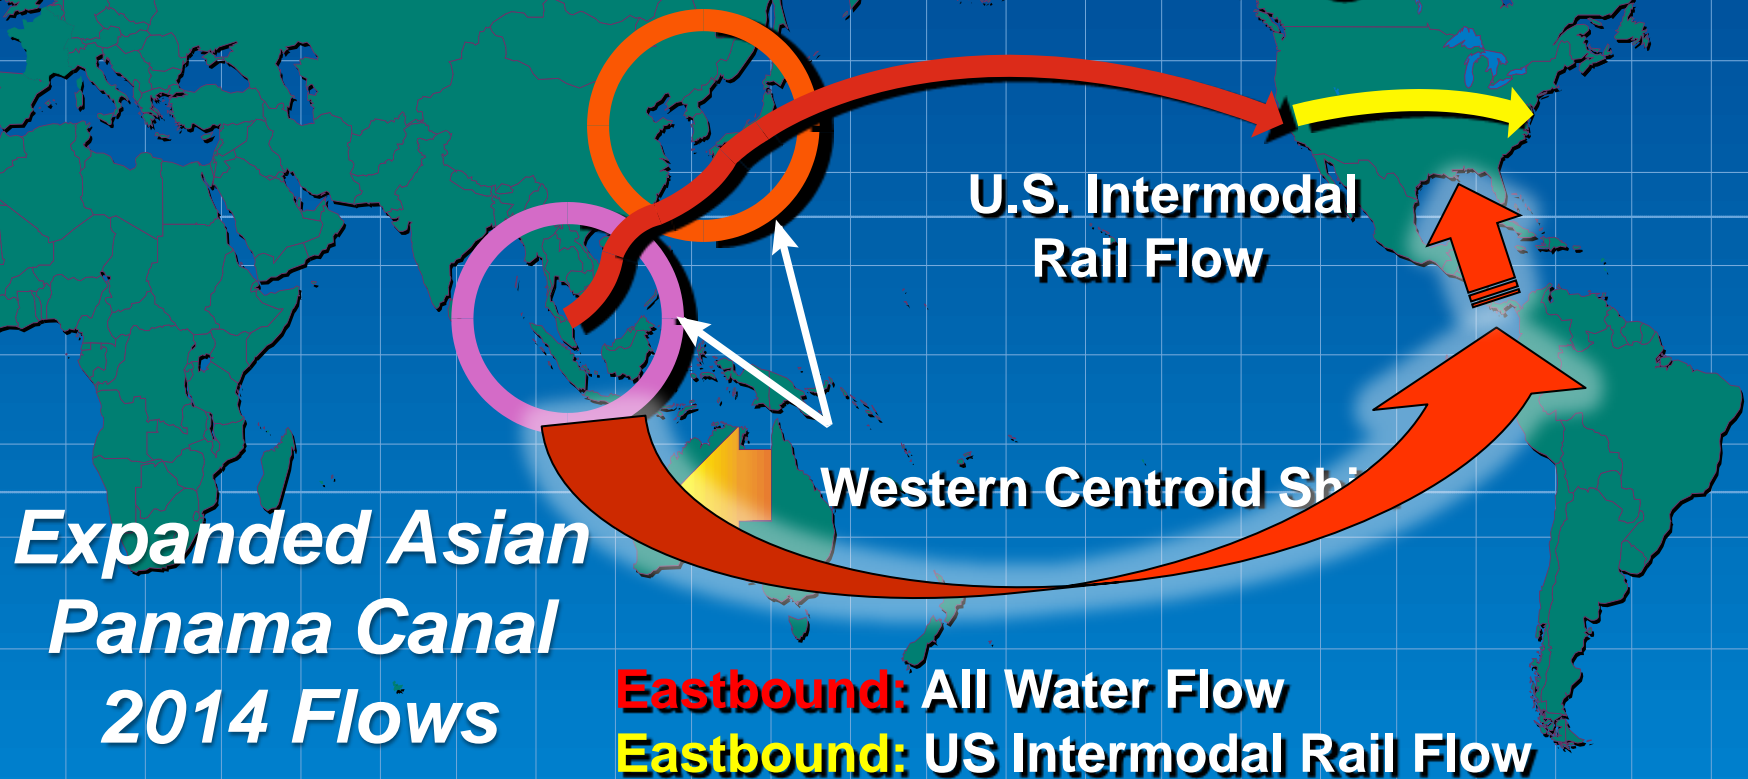 U.S. Intermodal
Rail Flow
Western Centroid
Expanded Asian
Panama Canal
2014 Flows
Eastbound: All Water Flow
Eastbound: US Intermodal Rail Flow